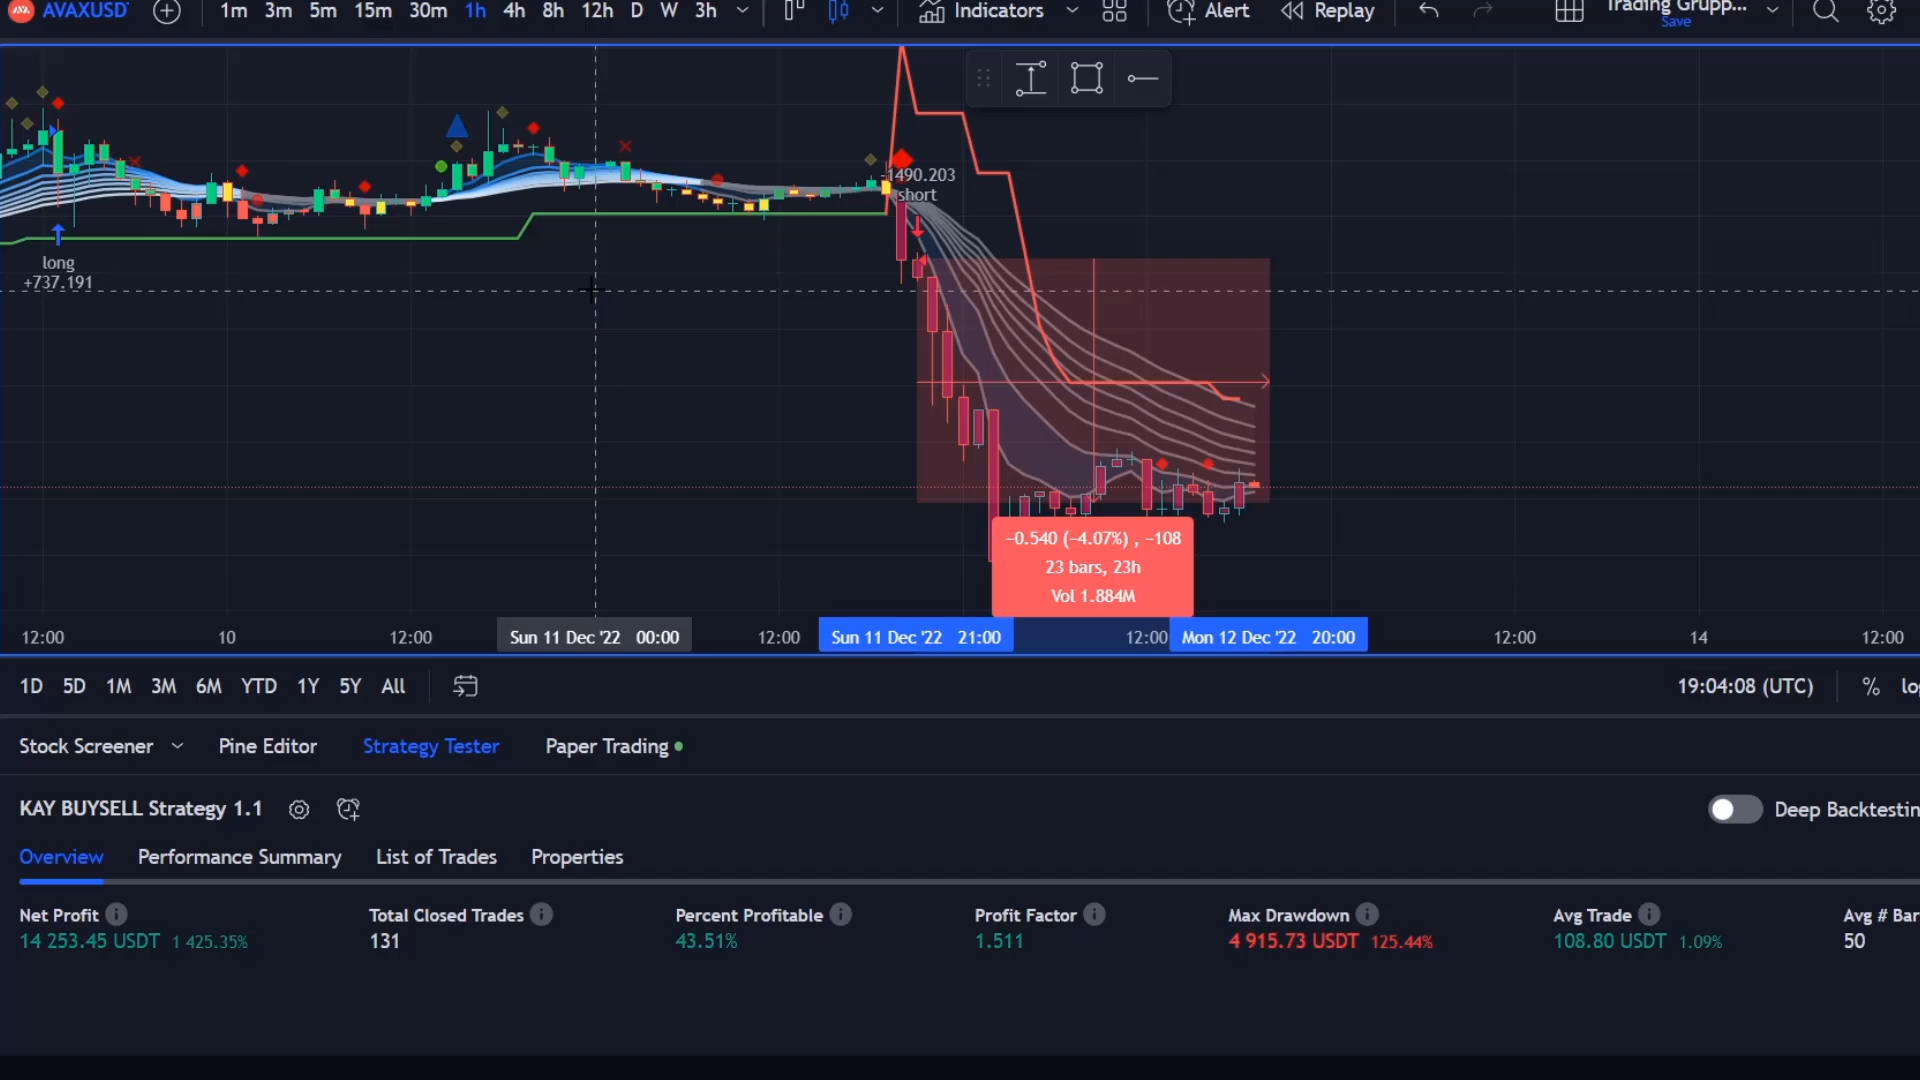 AVAXUSD
1m 3m 5m 15m 30m 1h 4h 8h 12h D W 3h
Indicators
Alert
Replay
Trading Grupp...
Save
-1490.203
short
long
+737.191
−0.540 (−4.07%) , −108
23 bars, 23h
Vol 1.884M
12:00 10 12:00 Sun 11 Dec '22 00:00 12:00 Sun 11 Dec '22 21:00 12:00 Mon 12 Dec '22 20:00 12:00 14 12:00
1D 5D 1M 3M 6M YTD 1Y 5Y All
19:04:08 (UTC) % log
Stock Screener Pine Editor Strategy Tester Paper Trading
KAY BUYSELL Strategy 1.1
Deep Backtestin
Overview Performance Summary List of Trades Properties
Net Profit Total Closed Trades Percent Profitable Profit Factor Max Drawdown Avg Trade Avg # Bar
14 253.45 USDT 1 425.35% 131 43.51% 1.511 4 915.73 USDT 125.44% 108.80 USDT 1.09% 50